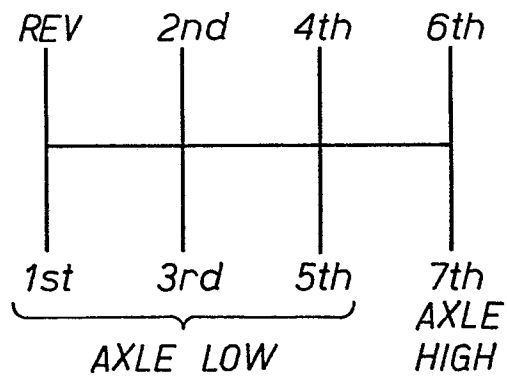 REV 2nd 4th 6th
1st 3rd 5th 7th
AXLE LOW
AXLE
HIGH